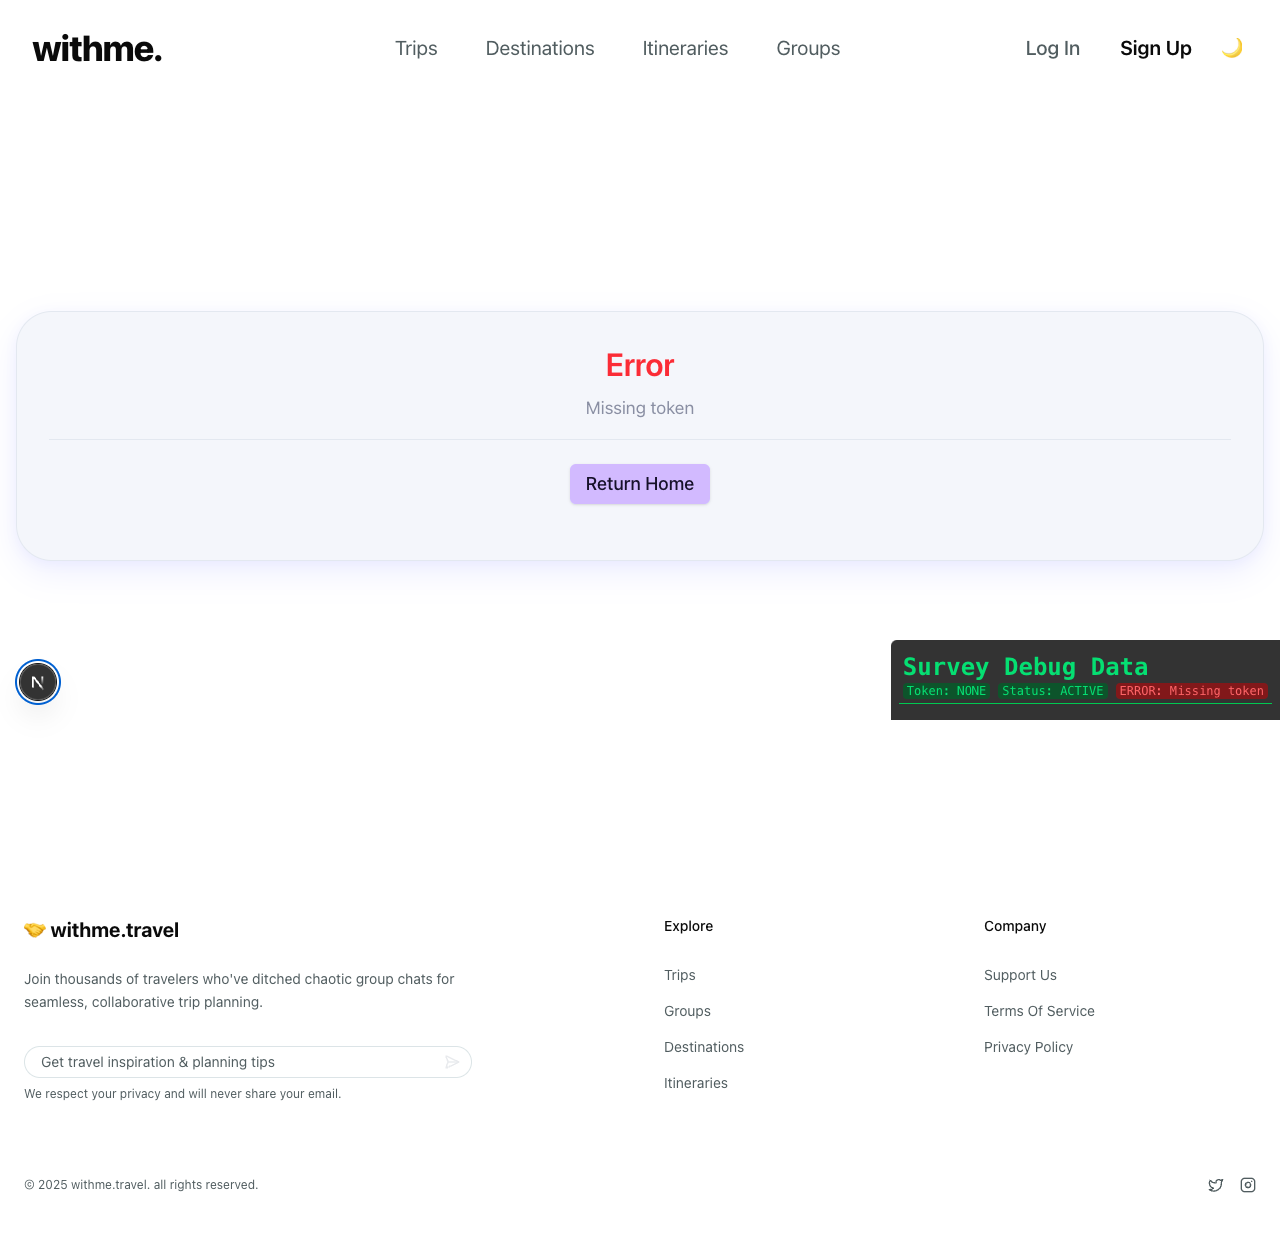 withme.
Trips Destinations Itineraries Groups
Log In Sign Up
Error
Missing token
Return Home
N
Survey Debug Data
Token: NONE Status: ACTIVE ERROR: Missing token
withme.travel
Join thousands of travelers who've ditched chaotic group chats for
seamless, collaborative trip planning.
Get travel inspiration & planning tips
We respect your privacy and will never share your email.
Explore
Trips
Groups
Destinations
Itineraries
Company
Support Us
Terms Of Service
Privacy Policy
© 2025 withme.travel. all rights reserved.